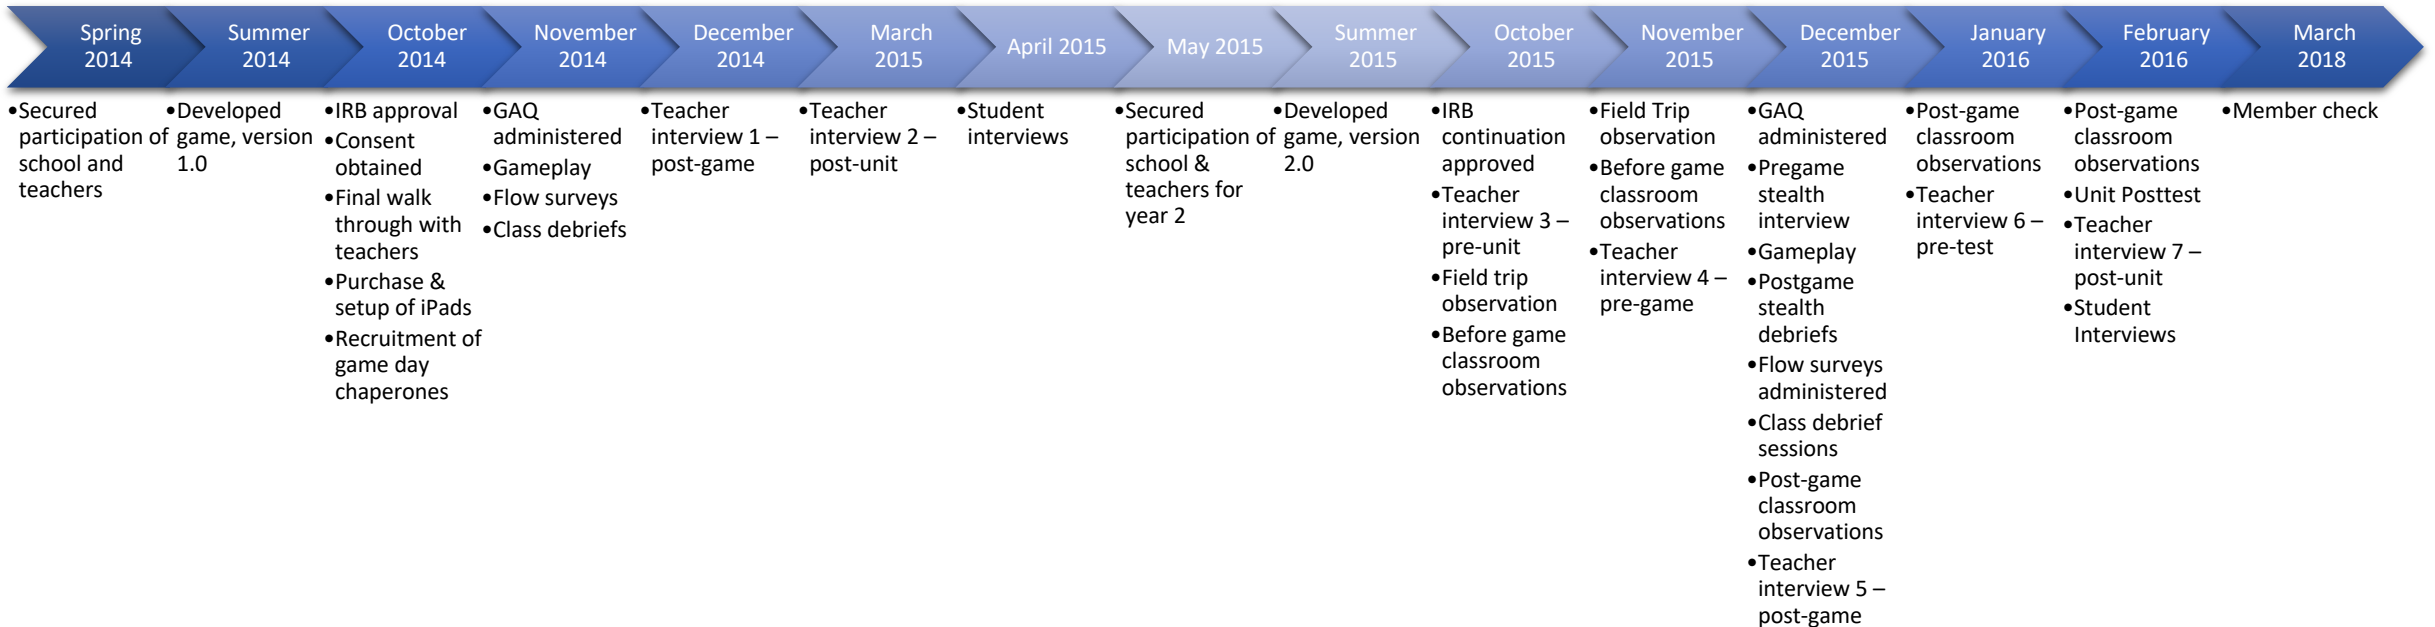 Spring
2014
Summer
2014
October
2014
November
2014
December
2014
March
2015
April 2015
May 2015
Summer
2015
October
2015
November
2015
December
2015
January
2016
February
2016
March
2018
•Secured
participation of
school and
teachers
•Developed
game, version
1.0
•IRB approval
•Consent
obtained
•Final walk
through with
teachers
•Purchase &
setup of iPads
•Recruitment of
game day
chaperones
•GAQ
administered
•Gameplay
•Flow surveys
•Class debriefs
•Teacher
interview 1 –
post-game
•Teacher
interview 2 –
post-unit
•Student
interviews
•Secured
participation of
school &
teachers for
year 2
•Developed
game, version
2.0
•IRB
continuation
approved
•Teacher
interview 3 –
pre-unit
•Field trip
observation
•Before game
classroom
observations
•Field Trip
observation
•Before game
classroom
observations
•Teacher
interview 4 –
pre-game
•GAQ
administered
•Pregame
stealth
interview
•Gameplay
•Postgame
stealth
debriefs
•Flow surveys
administered
•Class debrief
sessions
•Post-game
classroom
observations
•Teacher
interview 5 –
post-game
•Post-game
classroom
observations
•Teacher
interview 6 –
pre-test
•Post-game
classroom
observations
•Unit Posttest
•Teacher
interview 7 –
post-unit
•Student
Interviews
•Member check